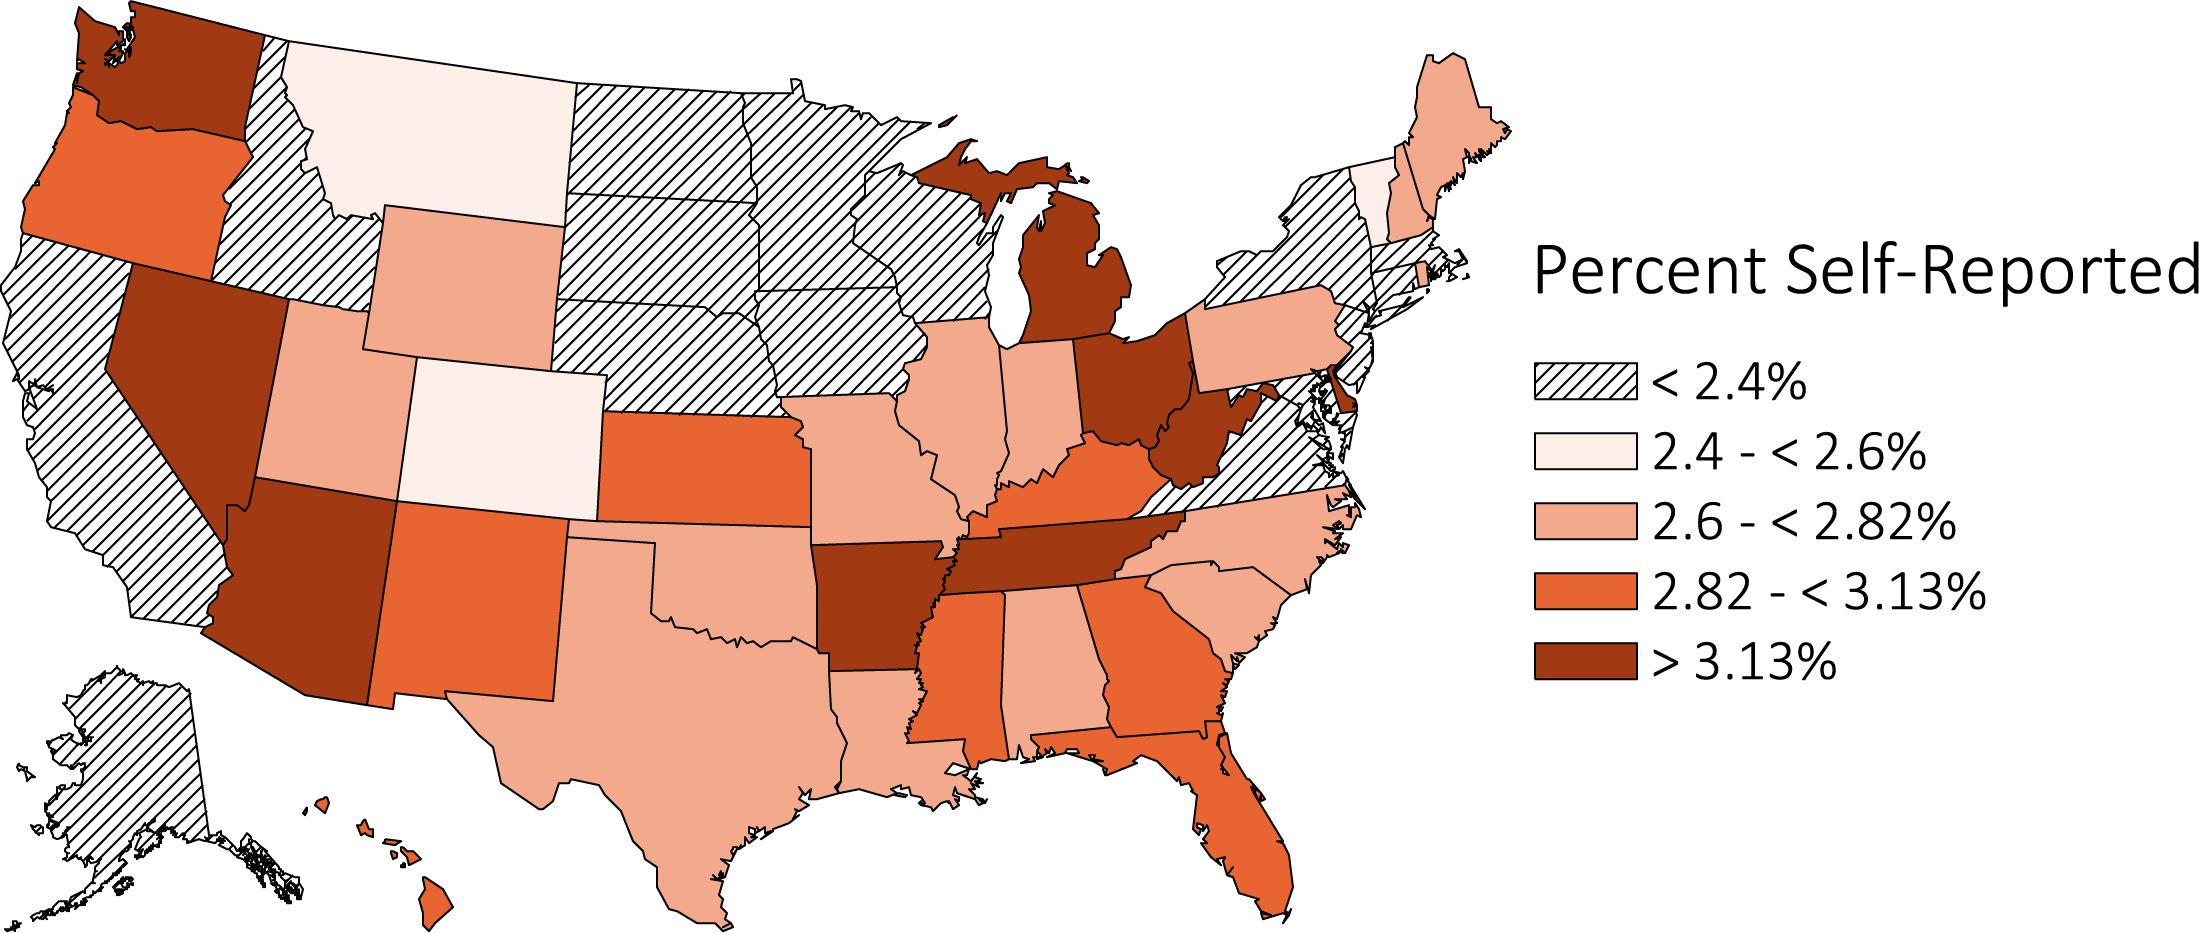 Percent Self-Reported
< 2.4%
2.4 - < 2.6%
2.6 - < 2.82%
2.82 - < 3.13%
> 3.13%